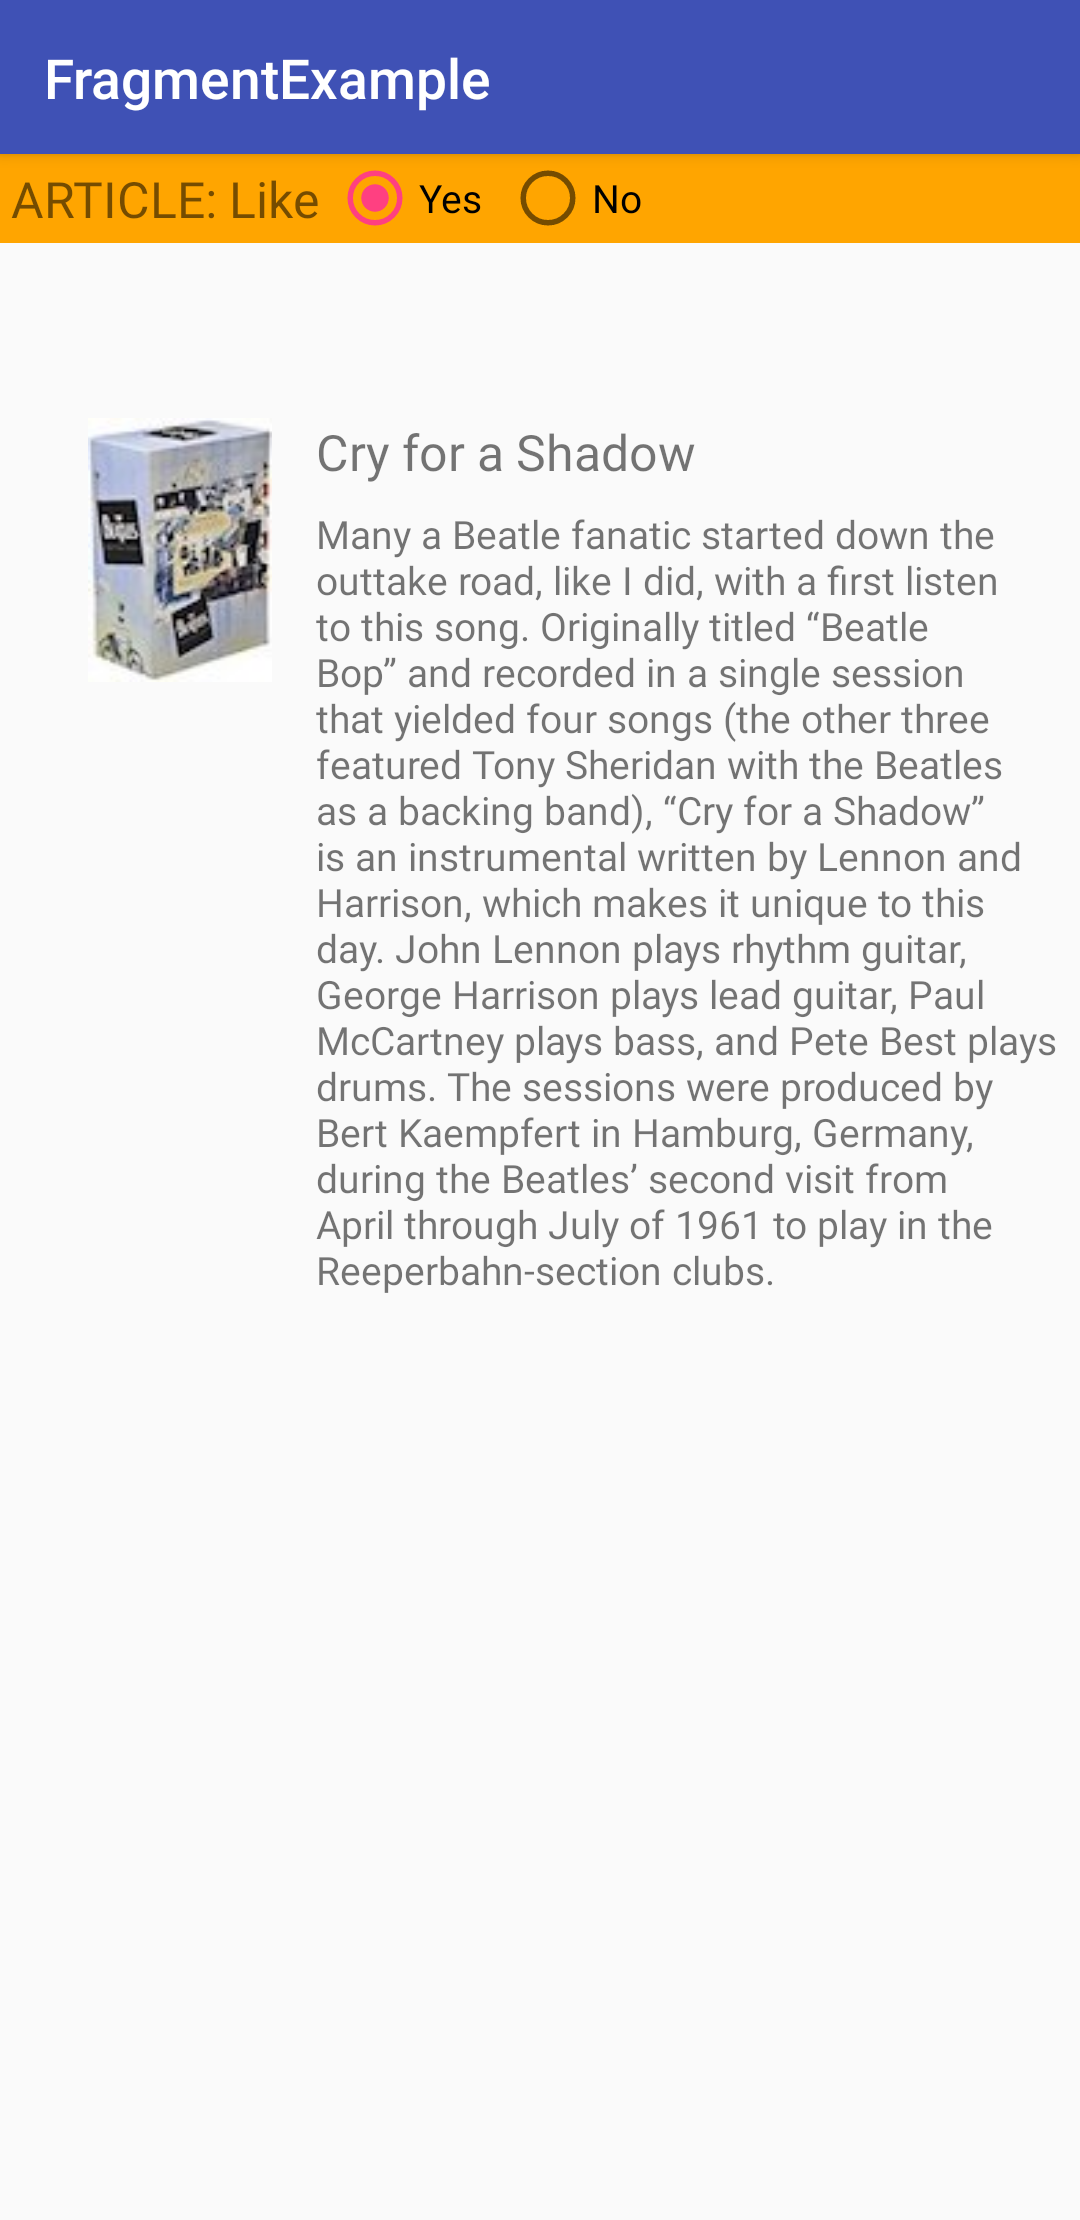 FragmentExample
ARTICLE: Like Yes No
Cry for a Shadow
Many a Beatle fanatic started down the
outtake road, like I did, with a first listen
to this song. Originally titled “Beatle
Bop” and recorded in a single session
that yielded four songs (the other three
featured Tony Sheridan with the Beatles
as a backing band), “Cry for a Shadow”
is an instrumental written by Lennon and
Harrison, which makes it unique to this
day. John Lennon plays rhythm guitar,
George Harrison plays lead guitar, Paul
McCartney plays bass, and Pete Best plays
drums. The sessions were produced by
Bert Kaempfert in Hamburg, Germany,
during the Beatles’ second visit from
April through July of 1961 to play in the
Reeperbahn-section clubs.